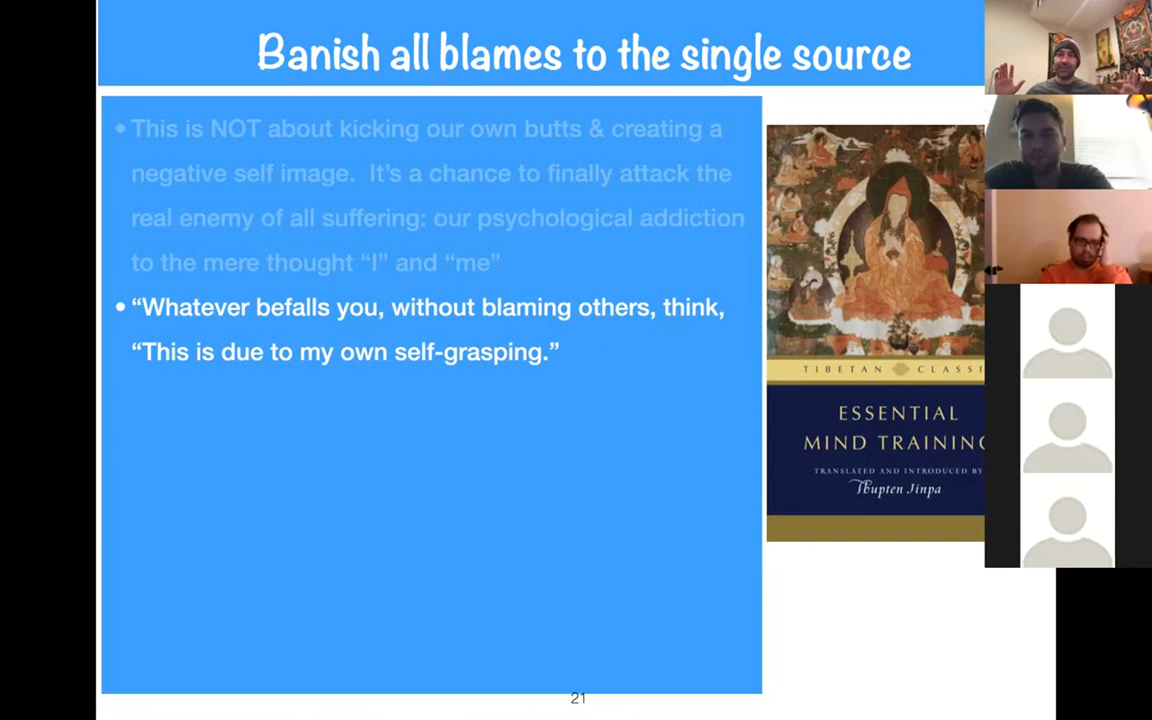 Banish all blames to the single source
• This is NOT about kicking our own butts & creating a
negative self image.  It's a chance to finally attack the
real enemy of all suffering: our psychological addiction
to the mere thought “I” and “me”
• “Whatever befalls you, without blaming others, think,
“This is due to my own self-grasping.”
TIBETAN CLASSI
ESSENTIAL
MIND TRAINING
TRANSLATED AND INTRODUCED BY
Thupten Jinpa
21